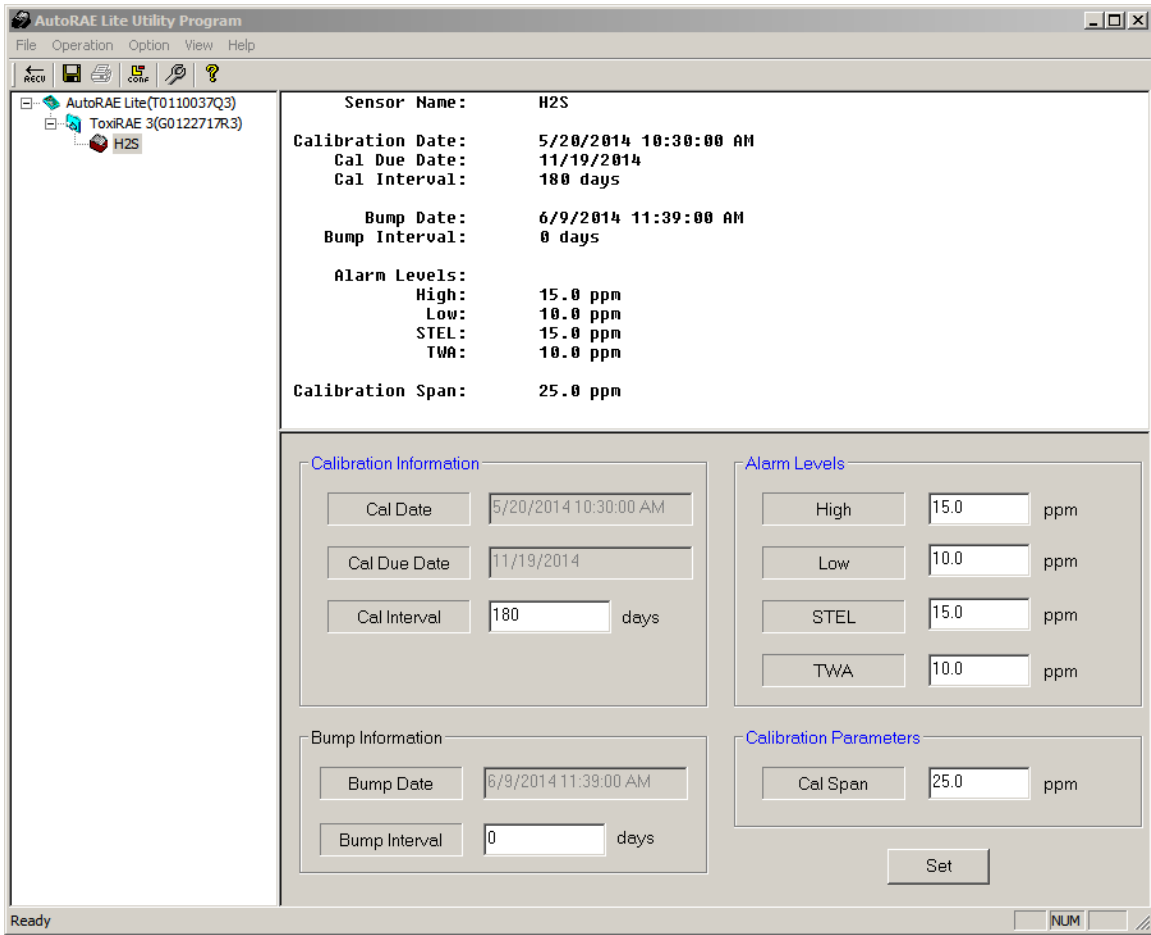 AutoRAE Lite Utility Program
File Operation Option View Help
RECV CONF
AutoRAE Lite(T0110037Q3)
ToxiRAE 3(G0122717R3)
H2S
Sensor Name: H2S
Calibration Date: 5/20/2014 10:30:00 AM
Cal Due Date: 11/19/2014
Cal Interval: 180 days
Bump Date: 6/9/2014 11:39:00 AM
Bump Interval: 0 days
Alarm Levels:
High: 15.0 ppm
Low: 10.0 ppm
STEL: 15.0 ppm
TWA: 10.0 ppm
Calibration Span: 25.0 ppm
Calibration Information
Cal Date 5/20/2014 10:30:00 AM
Cal Due Date 11/19/2014
Cal Interval 180 days
Bump Information
Bump Date 6/9/2014 11:39:00 AM
Bump Interval 0 days
Alarm Levels
High 15.0 ppm
Low 10.0 ppm
STEL 15.0 ppm
TWA 10.0 ppm
Calibration Parameters
Cal Span 25.0 ppm
Set
Ready NUM